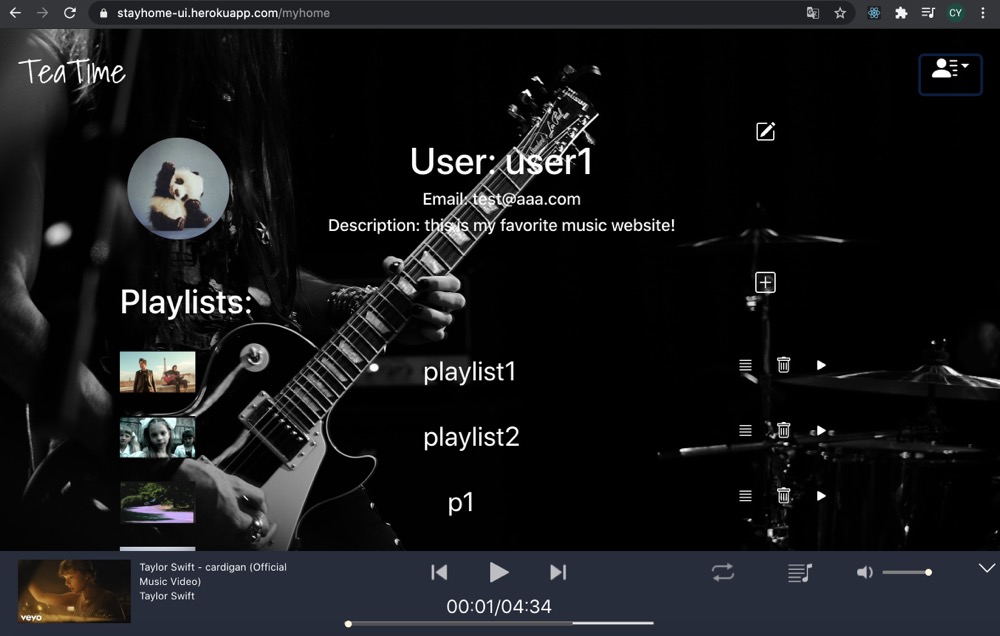 stayhome-ui.herokuapp.com/myhome
CY
TeaTime
User: user1
Email: test@aaa.com
Description: this is my favorite music website!
Playlists:
playlist1
playlist2
p1
Taylor Swift - cardigan (Official
Music Video)
Taylor Swift
vevo
00:01/04:34